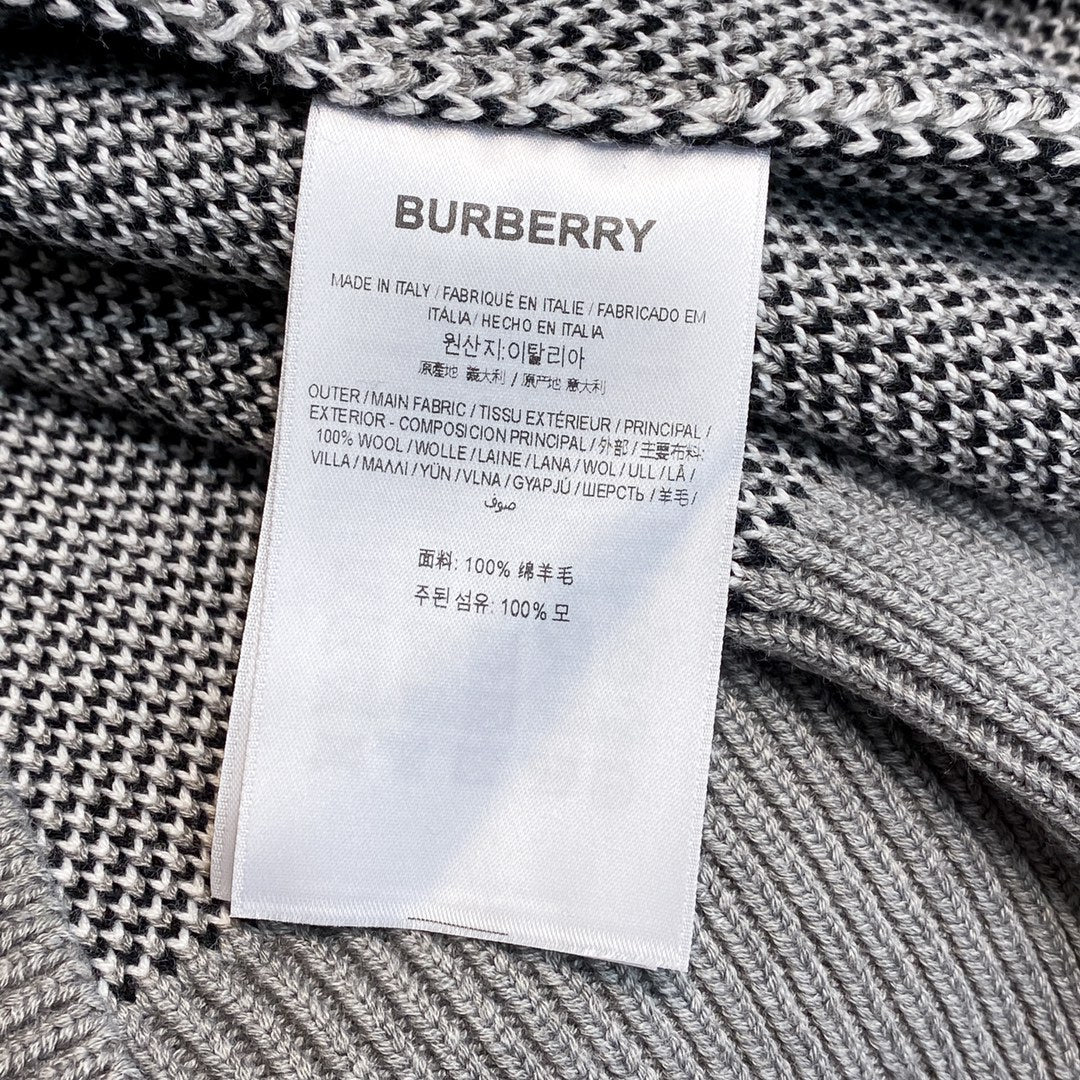 BURBERRY
MADE IN ITALY / FABRIQUÉ EN ITALIE / FABRICADO EM
ITÁLIA / HECHO EN ITALIA
원산지:이탈리아
原產地 義大利 / 原产地 意大利
OUTER / MAIN FABRIC / TISSU EXTÉRIEUR / PRINCIPAL /
EXTERIOR - COMPOSICION PRINCIPAL / 外部 / 主要布料:
100% WOOL / WOLLE / LAINE / LANA / WOL / ULL / LÃ /
VILLA / ΜΑΛΛΙ / YÜN / VLNA / GYAPJÚ / ШЕРСТЬ / 羊毛 /
صوف
面料: 100% 绵羊毛
주된 섬유: 100% 모